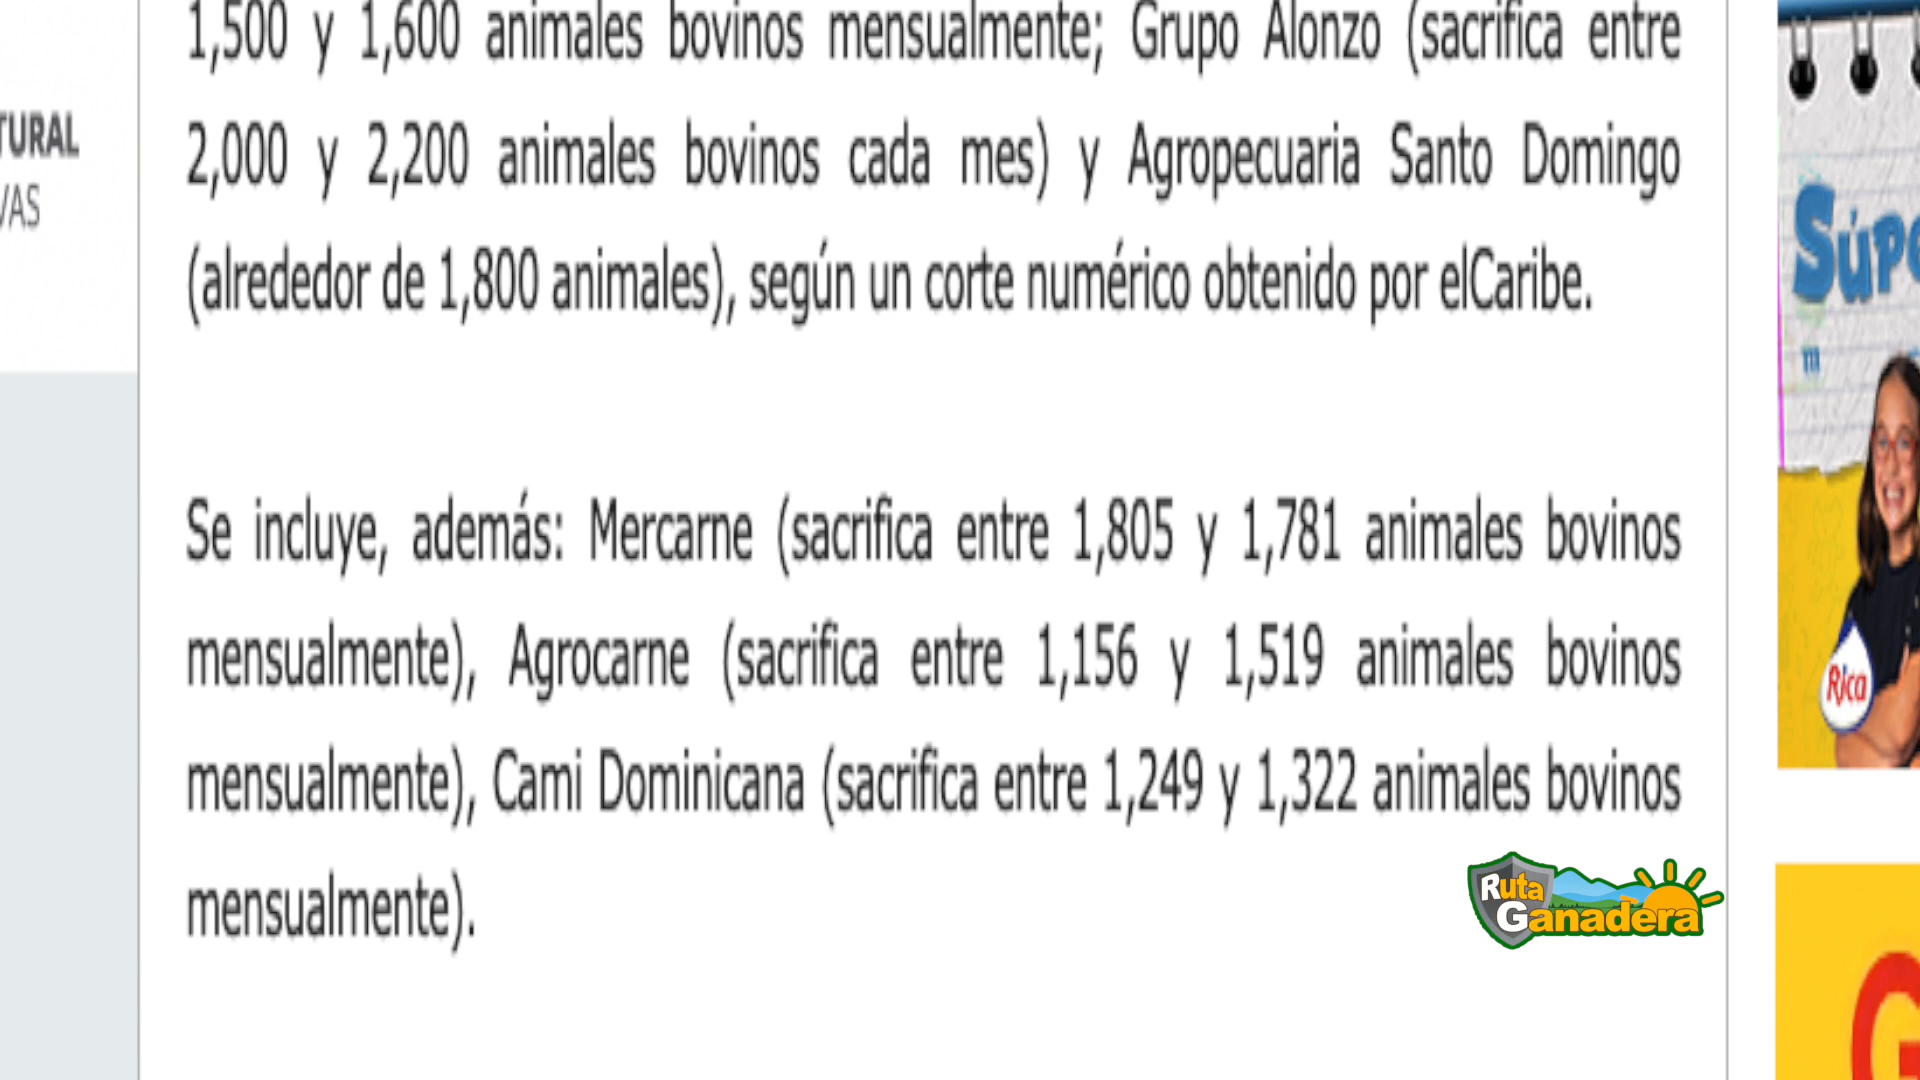 1,500 y 1,600 animales bovinos mensualmente; Grupo Alonzo (sacrifica entre
2,000 y 2,200 animales bovinos cada mes) y Agropecuaria Santo Domingo
(alrededor de 1,800 animales), según un corte numérico obtenido por elCaribe.
Se incluye, además: Mercarne (sacrifica entre 1,805 y 1,781 animales bovinos
mensualmente), Agrocarne (sacrifica entre 1,156 y 1,519 animales bovinos
mensualmente), Cami Dominicana (sacrifica entre 1,249 y 1,322 animales bovinos
mensualmente).
TURAL
VAS
Ruta
Ganadera
Súpe
m
Rica
G